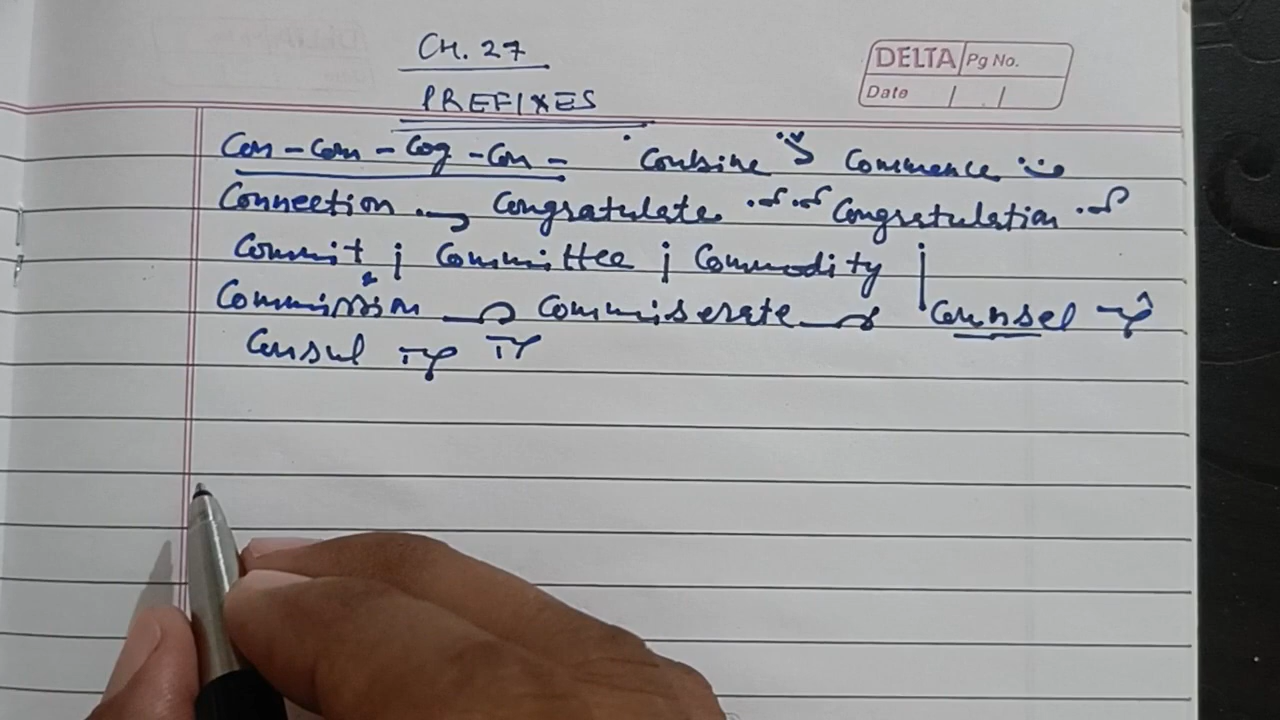 CH. 27
PREFIXES
DELTA Pg No.
Date / /
Con - Com - Cog - Con - Combine Commence
Connection Congratulate Congratulation
Commit Committee Commodity
Commission Commiserate Counsel
Consul